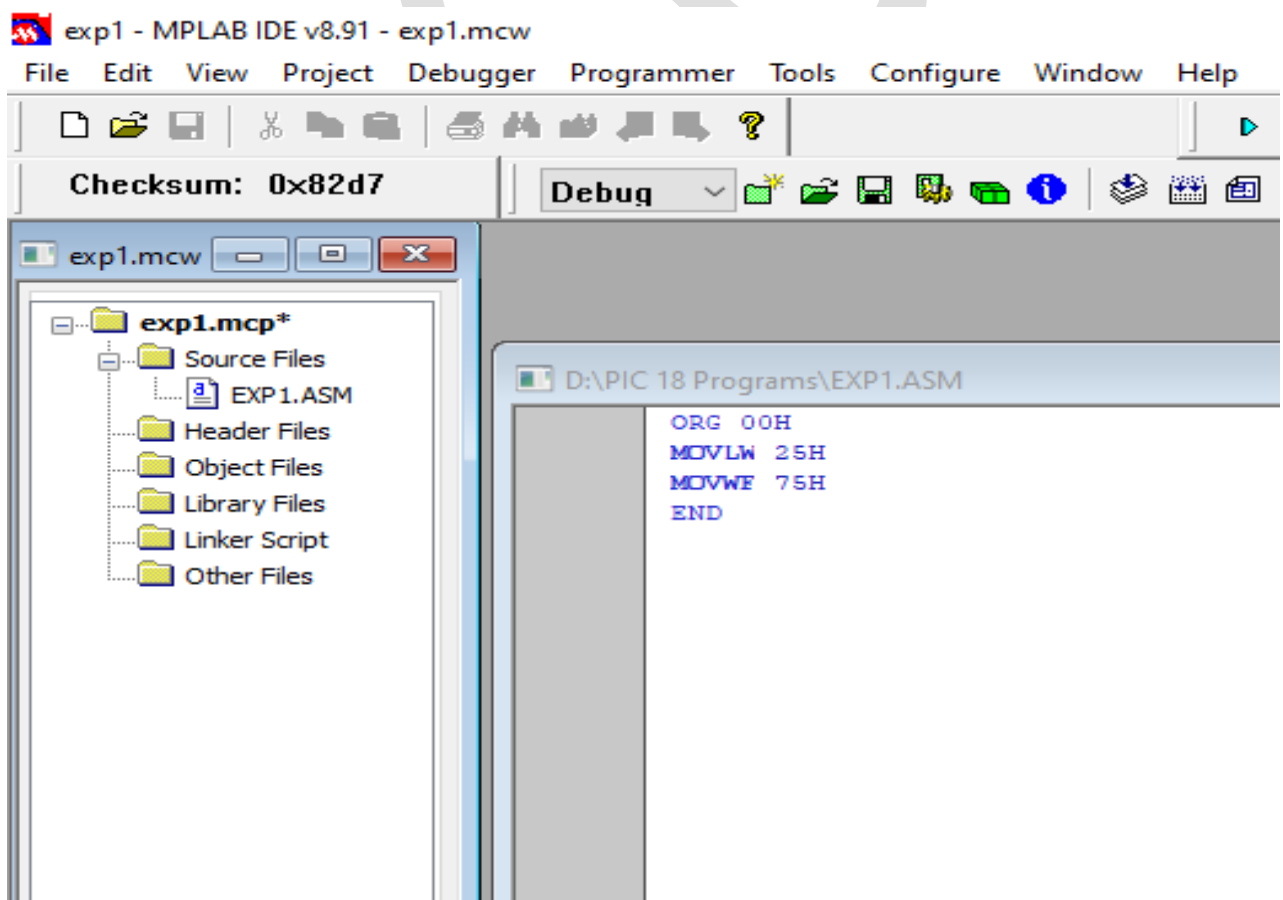 exp1 - MPLAB IDE v8.91 - exp1.mcw
File Edit View Project Debugger Programmer Tools Configure Window Help
Checksum: 0x82d7
Debug
exp1.mcw
exp1.mcp*
Source Files
EXP1.ASM
Header Files
Object Files
Library Files
Linker Script
Other Files
D:\PIC 18 Programs\EXP1.ASM
ORG 00H
MOVLW 25H
MOVWF 75H
END